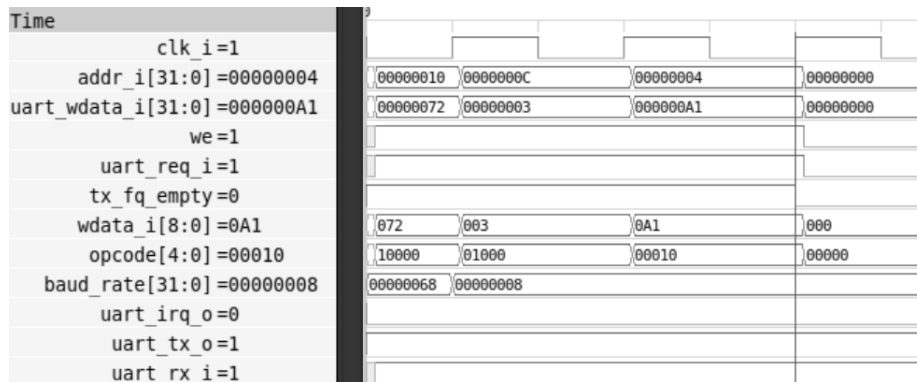 Time
clk_i=1
addr_i[31:0]=00000004 00000010 0000000C 00000004 00000000
uart_wdata_i[31:0]=000000A1 00000072 00000003 000000A1 00000000
we=1
uart_req_i=1
tx_fq_empty=0
wdata_i[8:0]=0A1 072 003 0A1 000
opcode[4:0]=00010 10000 01000 00010 00000
baud_rate[31:0]=00000008 00000068 00000008
uart_irq_o=0
uart_tx_o=1
uart_rx_i=1